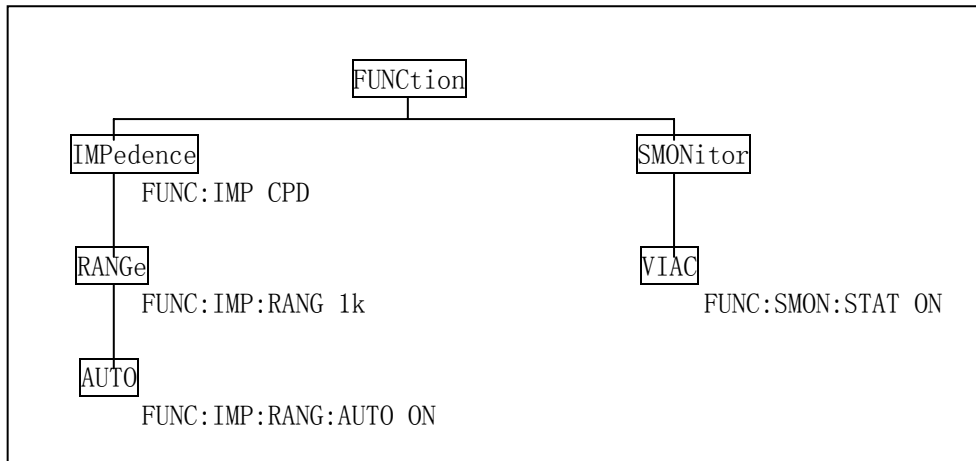 FUNCtion
IMPedence
SMONitor
FUNC:IMP CPD
RANGe
VIAC
FUNC:IMP:RANG 1k
FUNC:SMON:STAT ON
AUTO
FUNC:IMP:RANG:AUTO ON